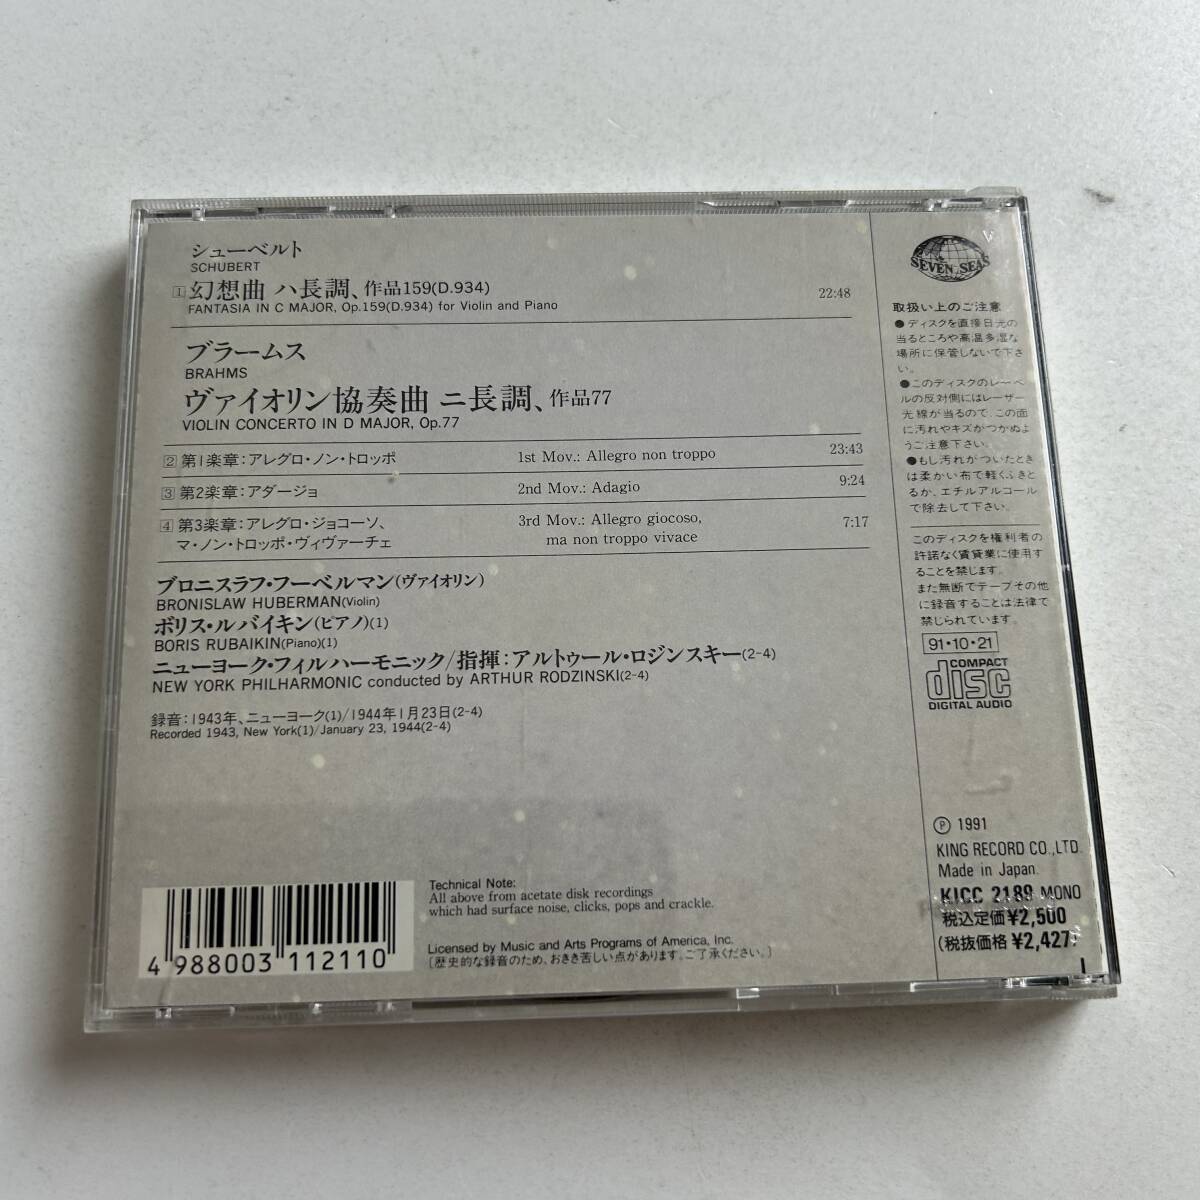 シューベルト
SCHUBERT
1 幻想曲 ハ長調、作品159(D.934) 22:48
FANTASIA IN C MAJOR, Op.159(D.934) for Violin and Piano
ブラームス
BRAHMS
ヴァイオリン協奏曲 ニ長調、作品77
VIOLIN CONCERTO IN D MAJOR, Op.77
2 第1楽章:アレグロ・ノン・トロッポ 1st Mov.: Allegro non troppo 23:43
3 第2楽章:アダージョ 2nd Mov.: Adagio 9:24
4 第3楽章:アレグロ・ジョコーソ、 3rd Mov.: Allegro giocoso, 7:17
マ・ノン・トロッポ・ヴィヴァーチェ ma non troppo vivace
ブロニスラフ・フーベルマン(ヴァイオリン)
BRONISLAW HUBERMAN(Violin)
ボリス・ルバイキン(ピアノ)(1)
BORIS RUBAIKIN(Piano)(1)
ニューヨーク・フィルハーモニック/指揮:アルトゥール・ロジンスキー(2-4)
NEW YORK PHILHARMONIC conducted by ARTHUR RODZINSKI(2-4)
録音:1943年、ニューヨーク(1)/1944年1月23日(2-4)
Recorded 1943, New York(1)/January 23, 1944(2-4)
4 988003 112110
Technical Note:
All above from acetate disk recordings
which had surface noise, clicks, pops and crackle.
Licensed by Music and Arts Programs of America, Inc.
[歴史的な録音のため、おきき苦しい点があります。ご了承ください。]
V
SEVEN SEAS
取扱い上のご注意
●ディスクを直接日光の
当るところや高温多湿な
場所に保管しないで下さ
い。
●このディスクのレーベ
ルの反対側にはレーザー
光線が当るので、この面
に汚れやキズがつかぬよ
うご注意下さい。
●もし汚れがついたとき
は柔かい布で軽くふきと
るか、エチルアルコール
で除去して下さい。
このディスクを権利者の
許諾なく賃貸業に使用す
ることを禁じます。
また無断でテープその他
に録音することは法律で
禁じられています。
91・10・21
COMPACT
disc
DIGITAL AUDIO
Ⓟ 1991
KING RECORD CO.,LTD.
Made in Japan.
KICC 2189 MONO
税込定価¥2,500
(税抜価格¥2,427)
I